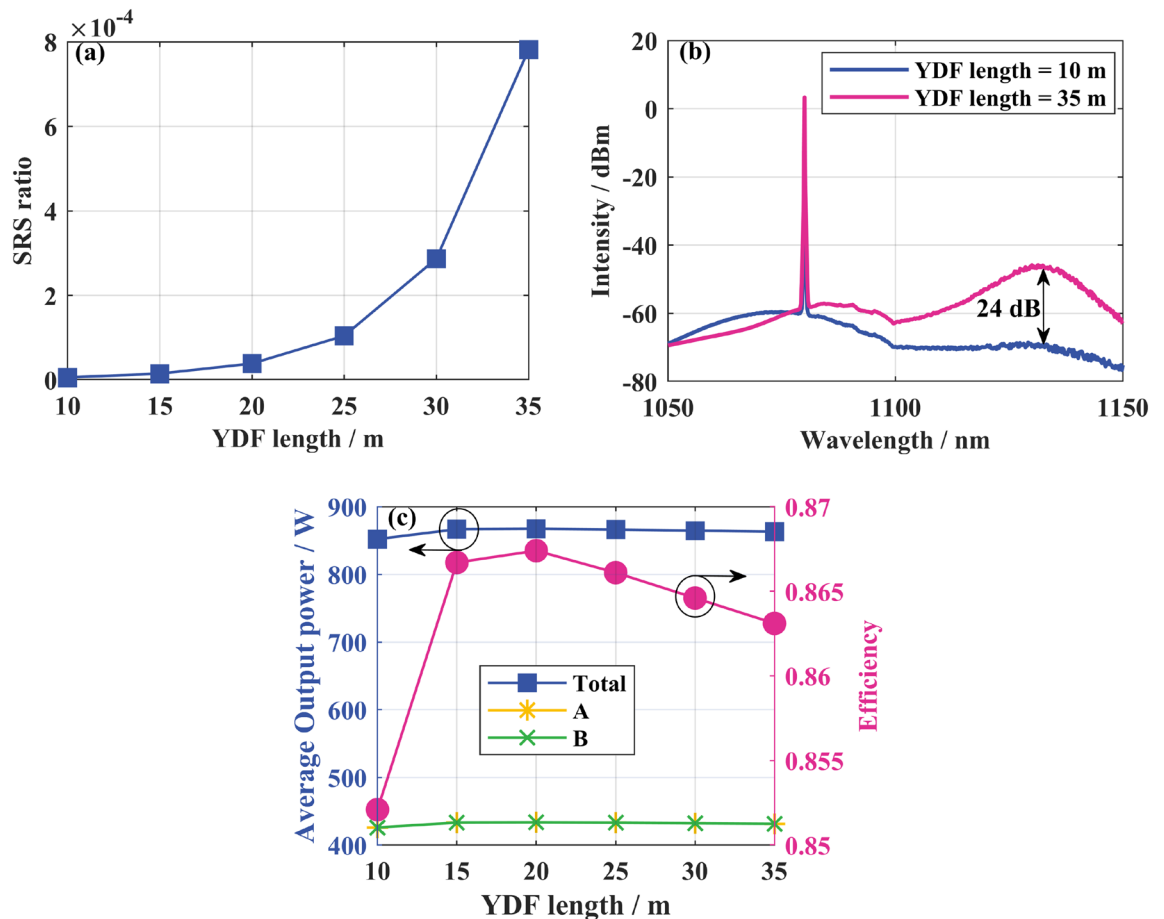 ×10⁻⁴
(a)
8
6
4
2
0
SRS ratio
10 15 20 25 30 35
YDF length / m
(b)
20
0
-20
-40
-60
-80
Intensity / dBm
YDF length = 10 m
YDF length = 35 m
24 dB
1050 1100 1150
Wavelength / nm
(c)
900
800
700
600
500
400
Average Output power / W
Total
A
B
0.87
0.865
0.86
0.855
0.85
Efficiency
10 15 20 25 30 35
YDF length / m